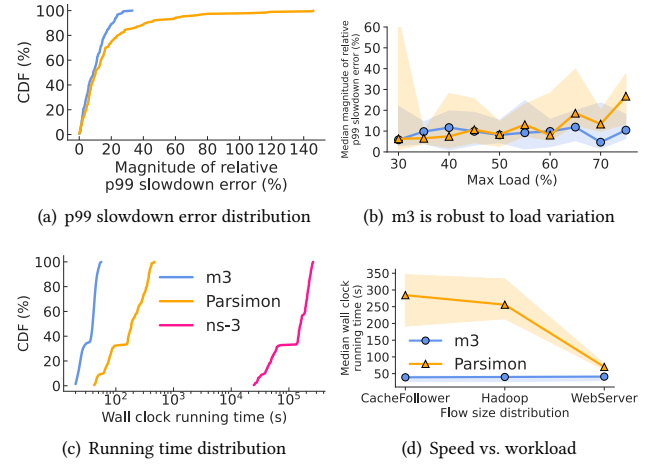 100
80
60
40
20
0
CDF (%)
0 20 40 60 80 100 120 140
Magnitude of relative
p99 slowdown error (%)
(a) p99 slowdown error distribution
60
50
40
30
20
10
0
Median magnitude of relative
p99 slowdown error (%)
30 40 50 60 70
Max Load (%)
(b) m3 is robust to load variation
100
80
60
40
20
0
CDF (%)
m3
Parsimon
ns-3
10² 10³ 10⁴ 10⁵
Wall clock running time (s)
(c) Running time distribution
350
300
250
200
150
100
50
Median wall clock
running time (s)
m3
Parsimon
CacheFollower Hadoop WebServer
Flow size distribution
(d) Speed vs. workload